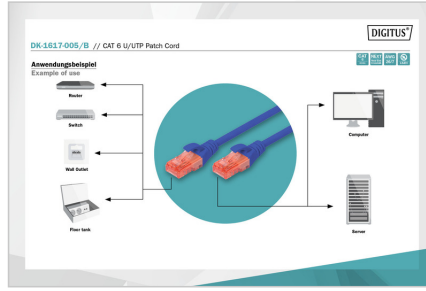 DIGITUS®
DK-1617-005/B // CAT 6 U/UTP Patch Cord
Anwendungsbeispiel
Example of use
Router
Switch
Wall Outlet
Floor tank
Computer
Server